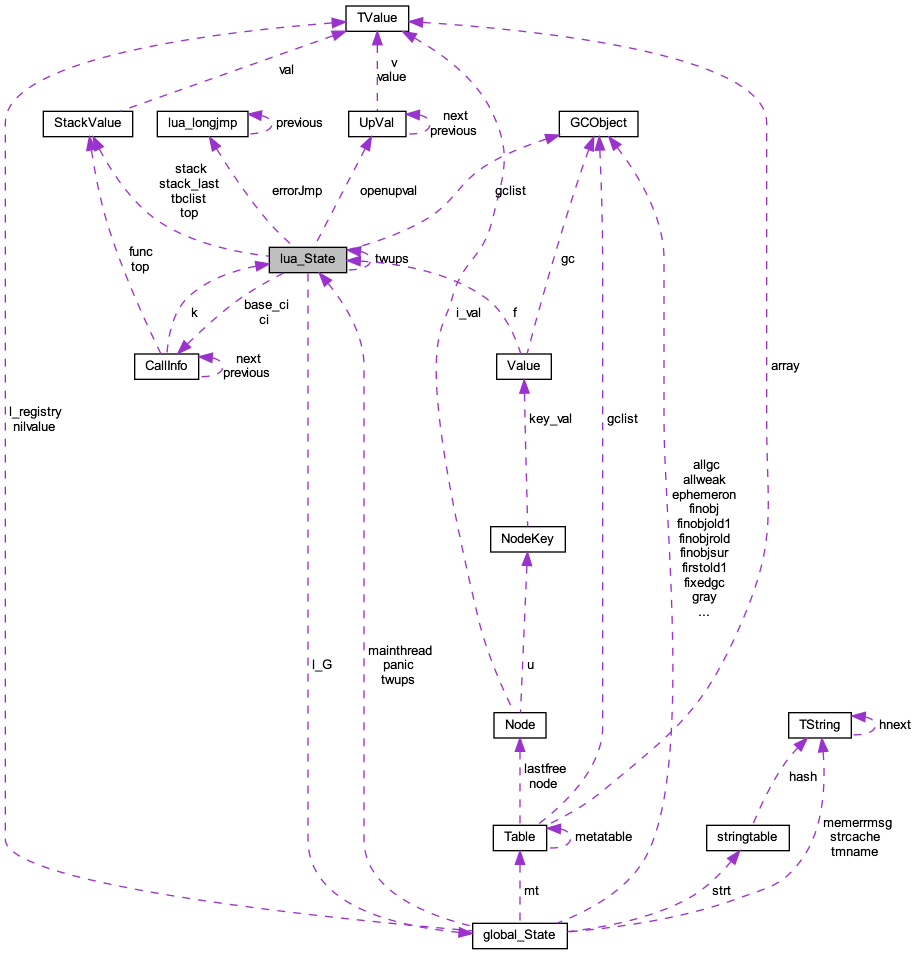 TValue
val
v
value
StackValue
lua_longjmp
previous
UpVal
next
previous
GCObject
stack
stack_last
tbclist
top
errorJmp
openupval
gclist
func
top
lua_State
twups
gc
k
base_ci
ci
i_val
f
CallInfo
next
previous
Value
array
l_registry
nilvalue
key_val
gclist
allgc
allweak
ephemeron
finobj
finobjold1
finobjrold
finobjsur
firstold1
fixedgc
gray
...
NodeKey
l_G
mainthread
panic
twups
u
Node
TString
hnext
lastfree
node
hash
Table
metatable
stringtable
memerrmsg
strcache
tmname
mt
strt
global_State